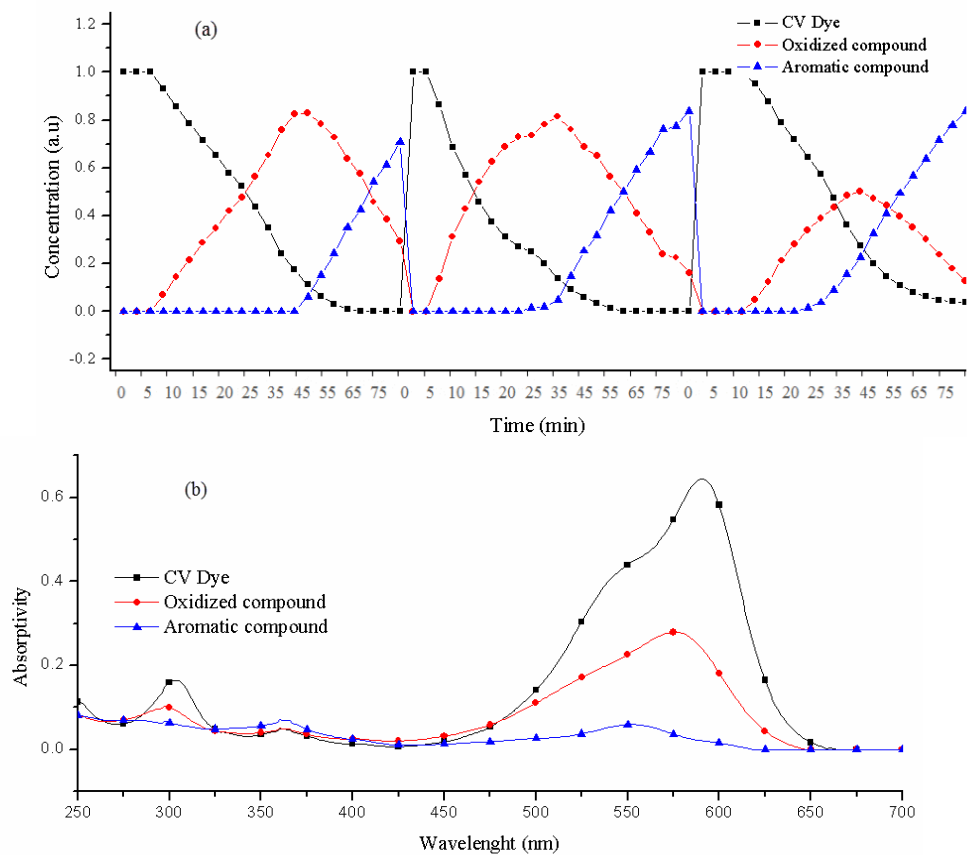 (a)
CV Dye
Oxidized compound
Aromatic compound
1.2
1.0
0.8
0.6
0.4
0.2
0.0
-0.2
Concentration (a.u)
0 5 10 15 20 25 35 45 55 65 75 0 5 10 15 20 25 35 45 55 65 75 0 5 10 15 20 25 35 45 55 65 75
Time (min)
(b)
CV Dye
Oxidized compound
Aromatic compound
0.6
0.4
0.2
0.0
Absorptivity
250 300 350 400 450 500 550 600 650 700
Wavelenght (nm)